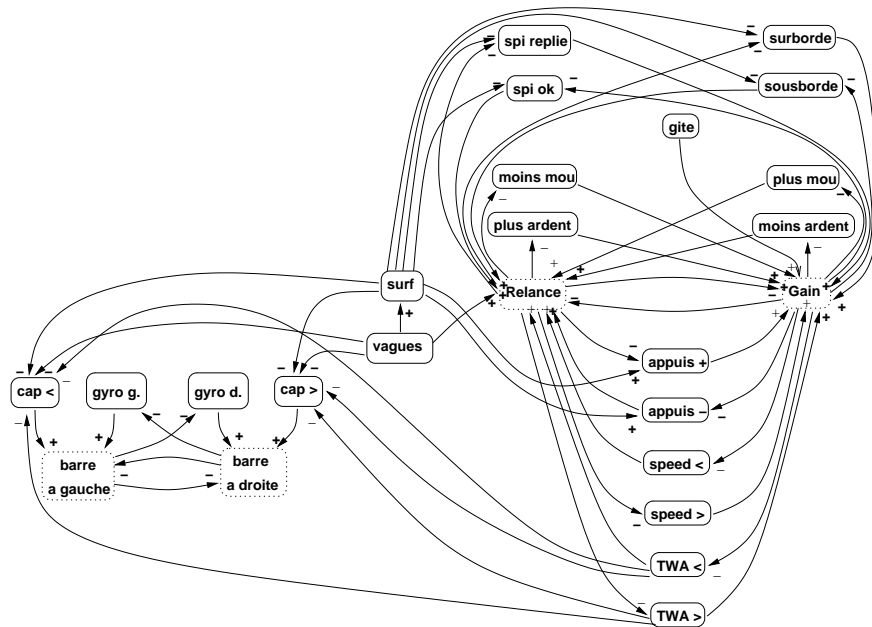 spi replie
surborde
spi ok
sousborde
gite
moins mou
plus mou
plus ardent
moins ardent
surf
Relance
Gain
vagues
appuis +
cap <
gyro g.
gyro d.
cap >
appuis −
barre
a gauche
barre
a droite
speed <
speed >
TWA <
TWA >